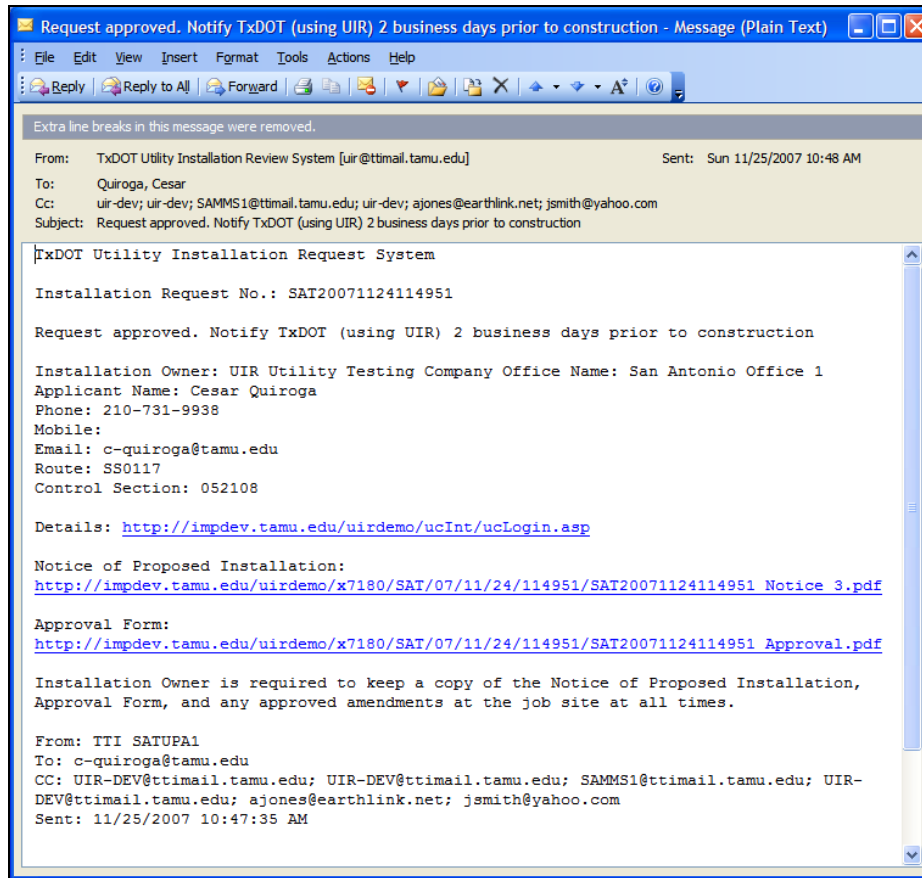 Request approved. Notify TxDOT (using UIR) 2 business days prior to construction - Message (Plain Text)
File Edit View Insert Format Tools Actions Help
Reply Reply to All Forward
Extra line breaks in this message were removed.
From: TxDOT Utility Installation Review System [uir@ttimail.tamu.edu] Sent: Sun 11/25/2007 10:48 AM
To: Quiroga, Cesar
Cc: uir-dev; uir-dev; SAMMS1@ttimail.tamu.edu; uir-dev; ajones@earthlink.net; jsmith@yahoo.com
Subject: Request approved. Notify TxDOT (using UIR) 2 business days prior to construction
TxDOT Utility Installation Request System
Installation Request No.: SAT20071124114951
Request approved. Notify TxDOT (using UIR) 2 business days prior to construction
Installation Owner: UIR Utility Testing Company Office Name: San Antonio Office 1
Applicant Name: Cesar Quiroga
Phone: 210-731-9938
Mobile:
Email: c-quiroga@tamu.edu
Route: SS0117
Control Section: 052108
Details: http://impdev.tamu.edu/uirdemo/ucInt/ucLogin.asp
Notice of Proposed Installation:
http://impdev.tamu.edu/uirdemo/x7180/SAT/07/11/24/114951/SAT20071124114951_Notice_3.pdf
Approval Form:
http://impdev.tamu.edu/uirdemo/x7180/SAT/07/11/24/114951/SAT20071124114951_Approval.pdf
Installation Owner is required to keep a copy of the Notice of Proposed Installation,
Approval Form, and any approved amendments at the job site at all times.
From: TTI SATUPA1
To: c-quiroga@tamu.edu
CC: UIR-DEV@ttimail.tamu.edu; UIR-DEV@ttimail.tamu.edu; SAMMS1@ttimail.tamu.edu; UIR-
DEV@ttimail.tamu.edu; ajones@earthlink.net; jsmith@yahoo.com
Sent: 11/25/2007 10:47:35 AM